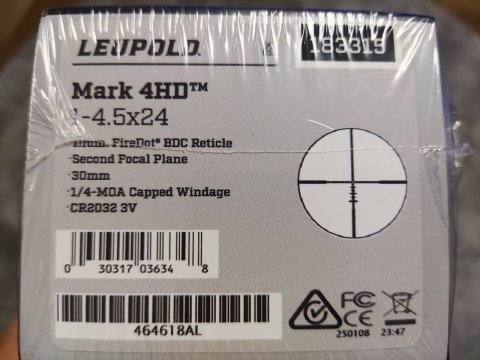 LEUPOLD
183313
Mark 4HD™
1-4.5x24
·Illum. FireDot® BDC Reticle
·Second Focal Plane
·30mm
·1/4-MOA Capped Windage
·CR2032 3V
0 30317 03634 8
464618AL
FC
CE
250108
23:47